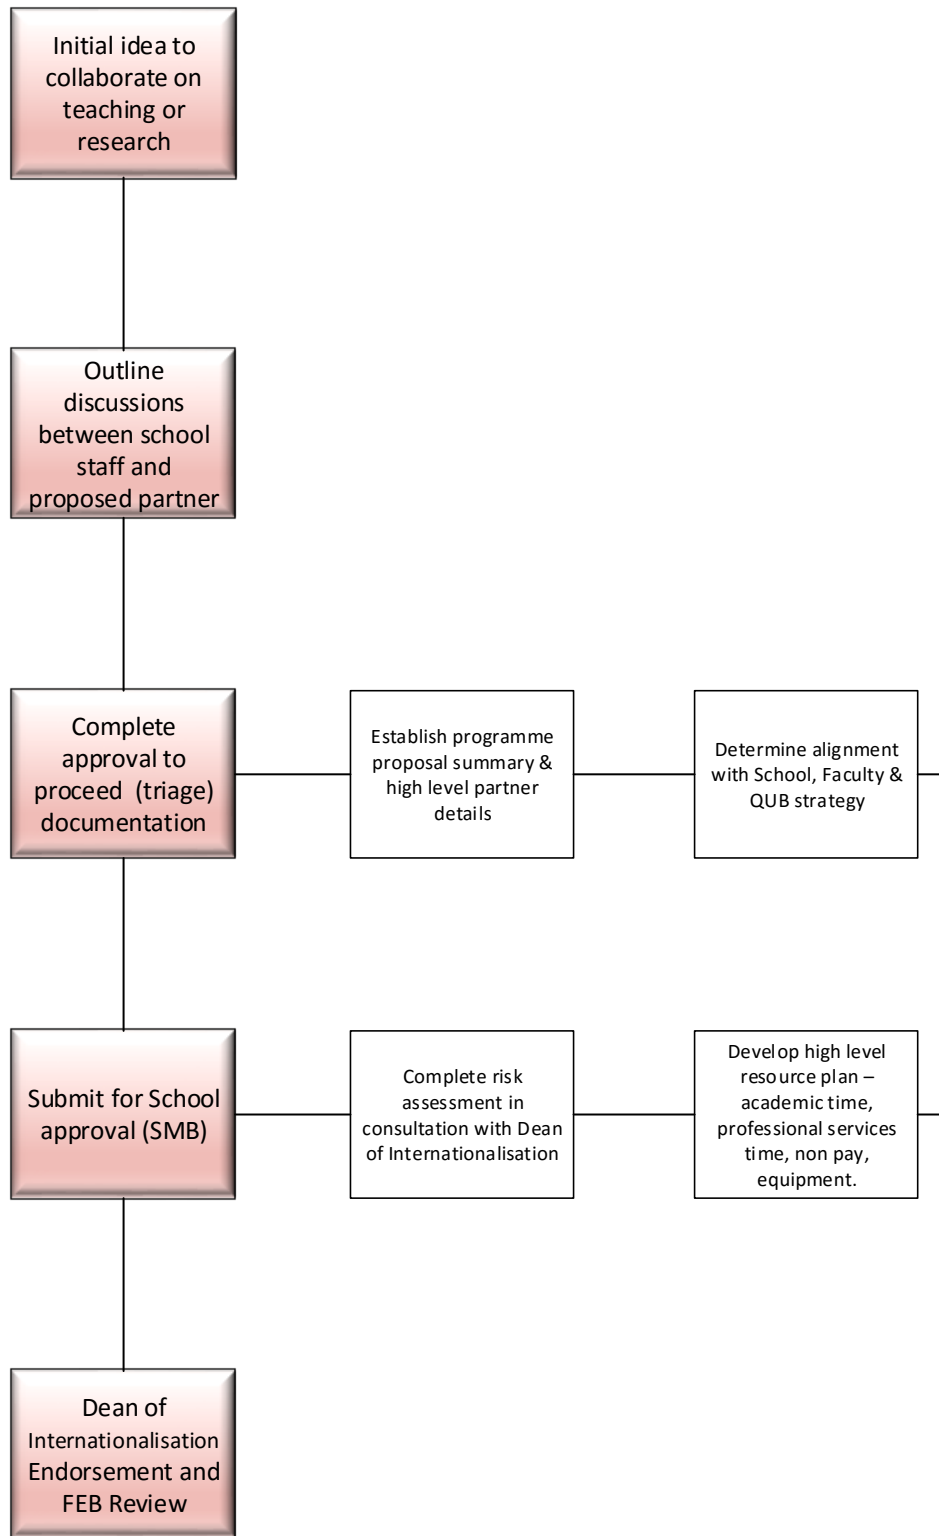 Initial idea to
collaborate on
teaching or
research
Outline
discussions
between school
staff and
proposed partner
Complete
approval to
proceed (triage)
documentation
Establish programme
proposal summary &
high level partner
details
Determine alignment
with School, Faculty &
QUB strategy
Submit for School
approval (SMB)
Complete risk
assessment in
consultation with Dean
of Internationalisation
Develop high level
resource plan –
academic time,
professional services
time, non pay,
equipment.
Dean of
Internationalisation
Endorsement and
FEB Review